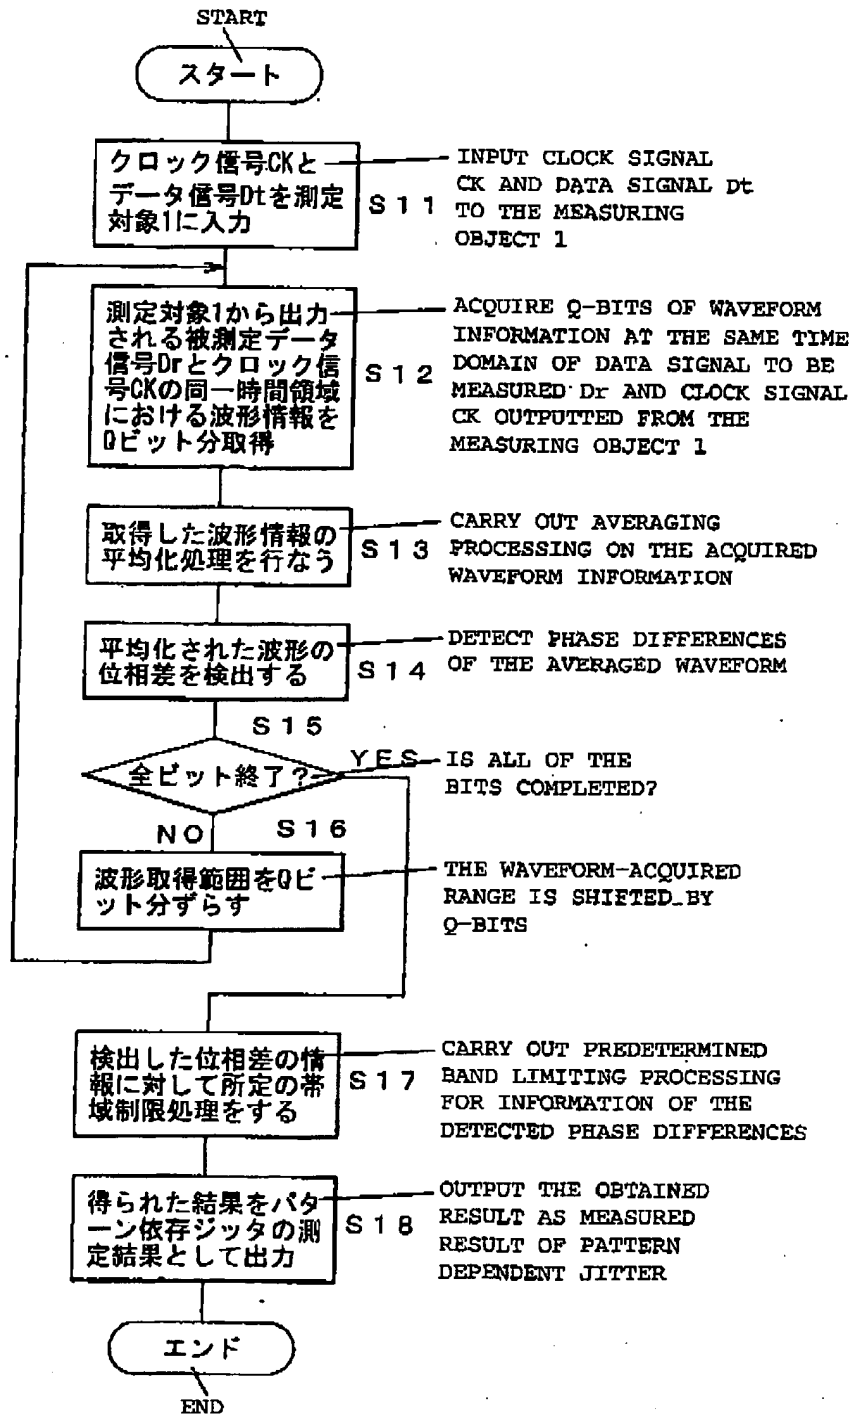 START
スタート
クロック信号CKと
データ信号Dtを測定
対象1に入力
S11
INPUT CLOCK SIGNAL
CK AND DATA SIGNAL Dt
TO THE MEASURING
OBJECT 1
測定対象1から出力
される被測定データ
信号Drとクロック信
号CKの同一時間領域
における波形情報を
Qビット分取得
S12
ACQUIRE Q-BITS OF WAVEFORM
INFORMATION AT THE SAME TIME
DOMAIN OF DATA SIGNAL TO BE
MEASURED Dr AND CLOCK SIGNAL
CK OUTPUTTED FROM THE
MEASURING OBJECT 1
取得した波形情報の
平均化処理を行なう
S13
CARRY OUT AVERAGING
PROCESSING ON THE ACQUIRED
WAVEFORM INFORMATION
平均化された波形の
位相差を検出する
S14
DETECT PHASE DIFFERENCES
OF THE AVERAGED WAVEFORM
S15
全ビット終了?
YES
IS ALL OF THE
BITS COMPLETED?
NO
S16
波形取得範囲をQビ
ット分ずらす
THE WAVEFORM-ACQUIRED
RANGE IS SHIFTED BY
Q-BITS
検出した位相差の情
報に対して所定の帯
域制限処理をする
S17
CARRY OUT PREDETERMINED
BAND LIMITING PROCESSING
FOR INFORMATION OF THE
DETECTED PHASE DIFFERENCES
得られた結果をパタ
ーン依存ジッタの測
定結果として出力
S18
OUTPUT THE OBTAINED
RESULT AS MEASURED
RESULT OF PATTERN
DEPENDENT JITTER
エンド
END